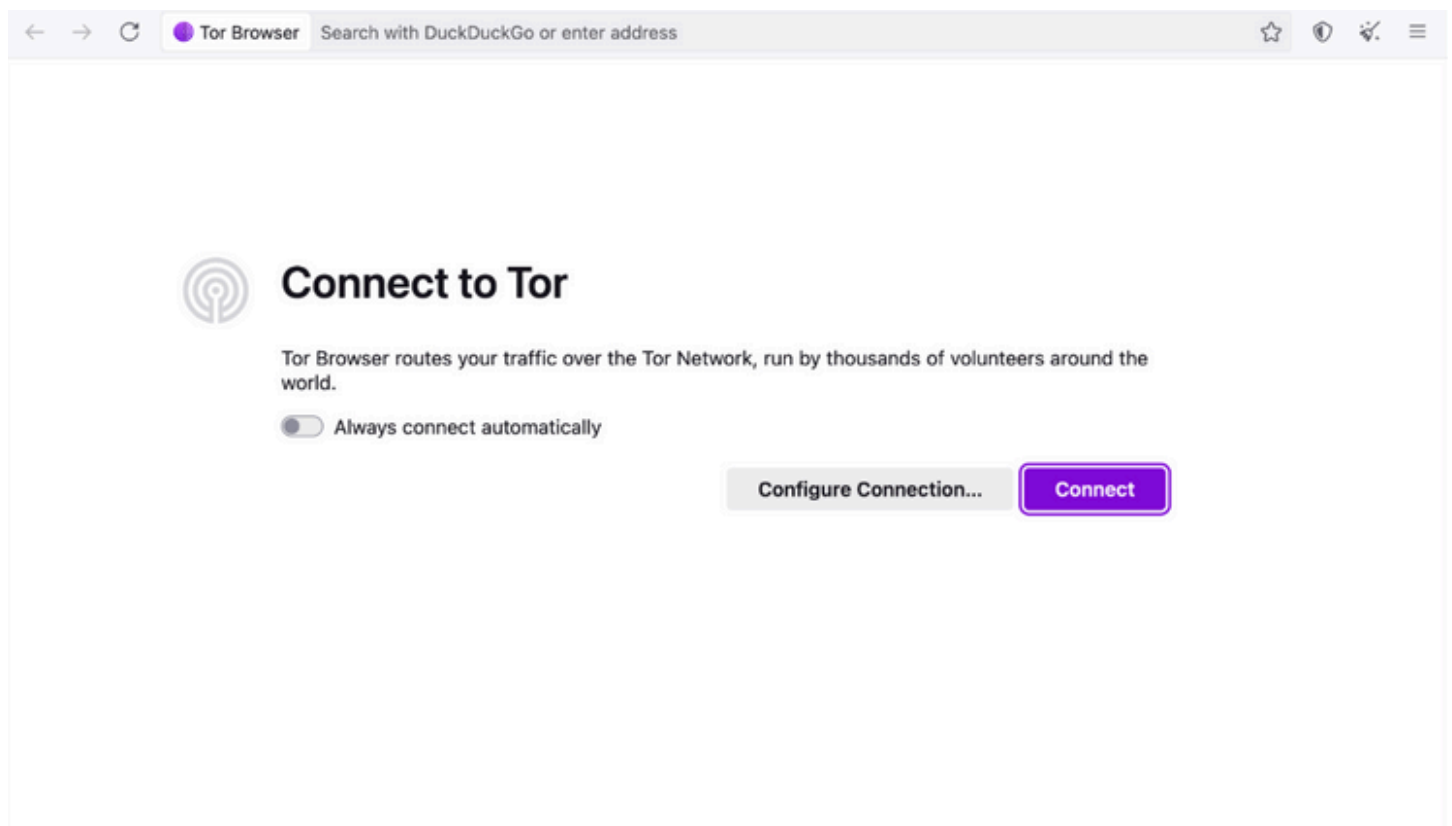 Tor Browser Search with DuckDuckGo or enter address
Connect to Tor
Tor Browser routes your traffic over the Tor Network, run by thousands of volunteers around the
world.
Always connect automatically
Configure Connection... Connect